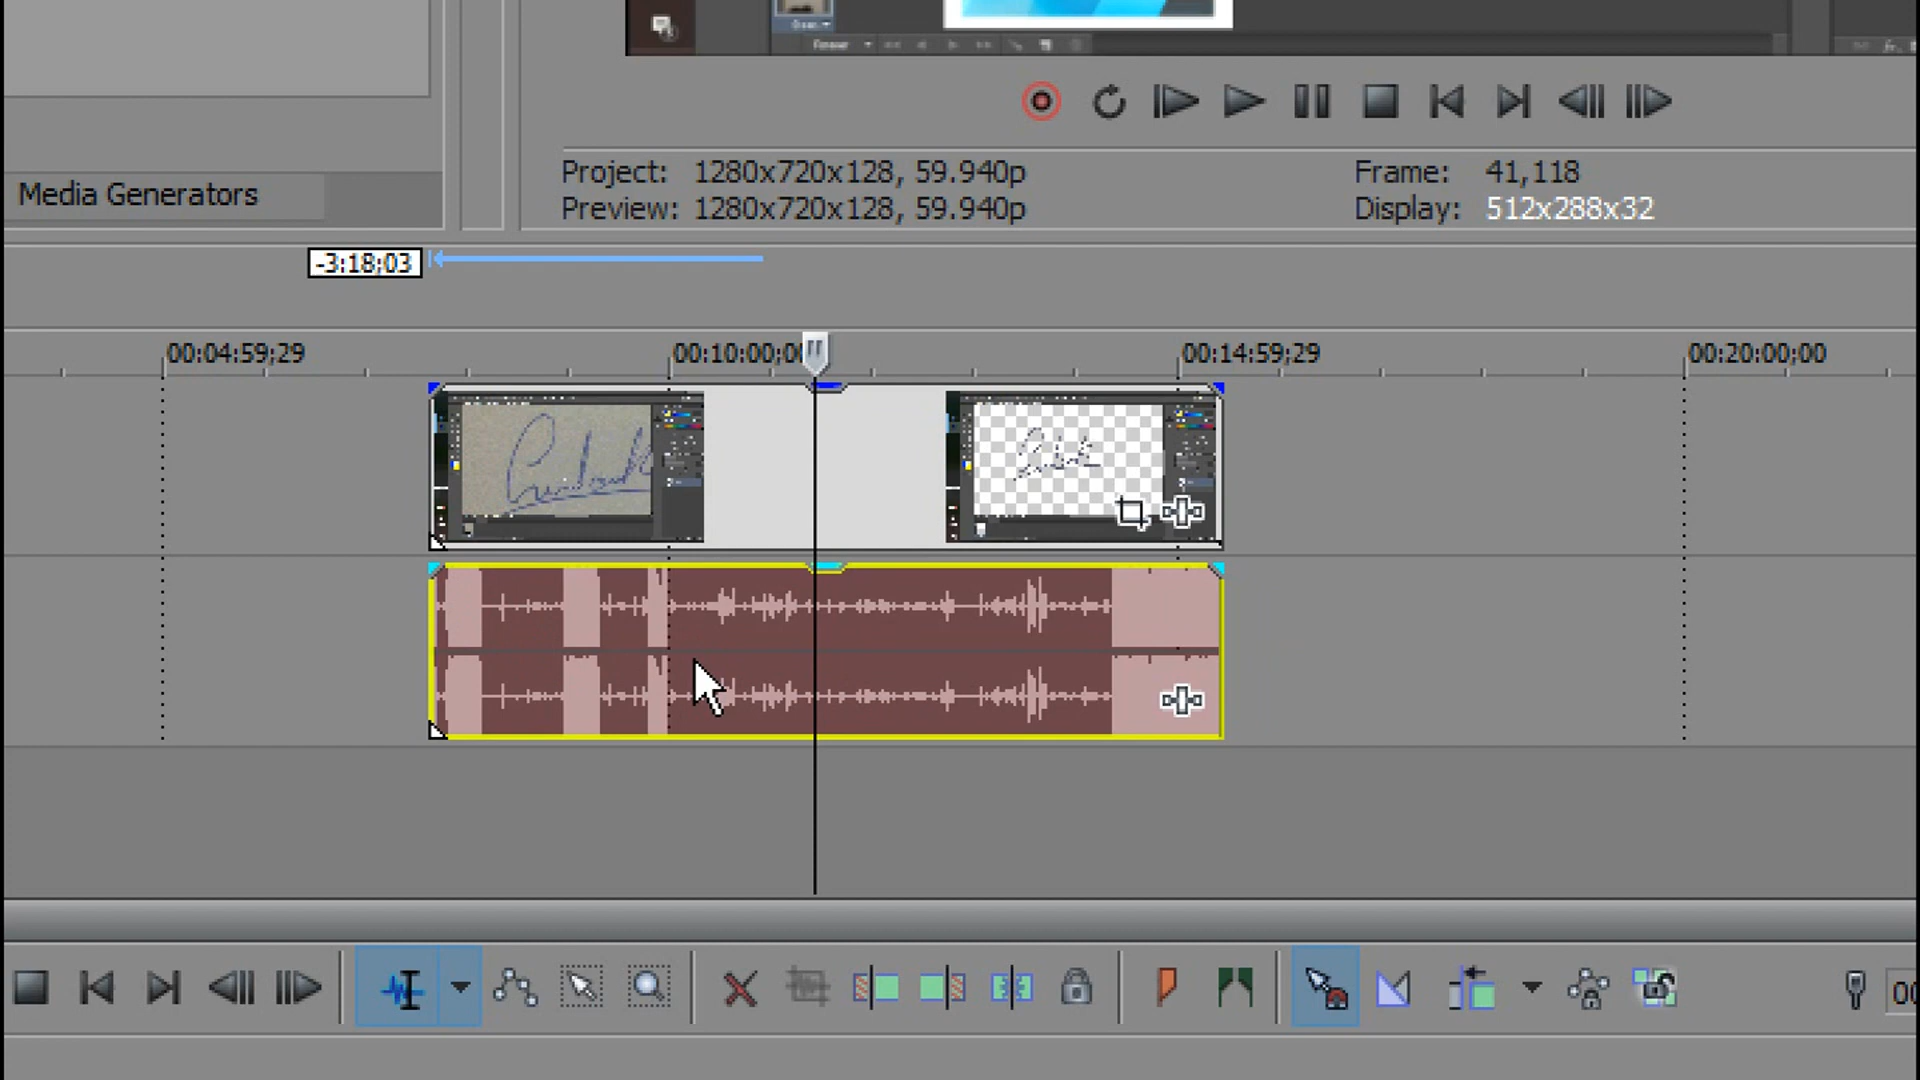 Project: 1280x720x128, 59.940p
Frame: 41,118
Media Generators
Preview: 1280x720x128, 59.940p
Display: 512x288x32
-3:18;03
00:04:59;29
00:10:00;0
00:14:59;29
00:20:00;00
00